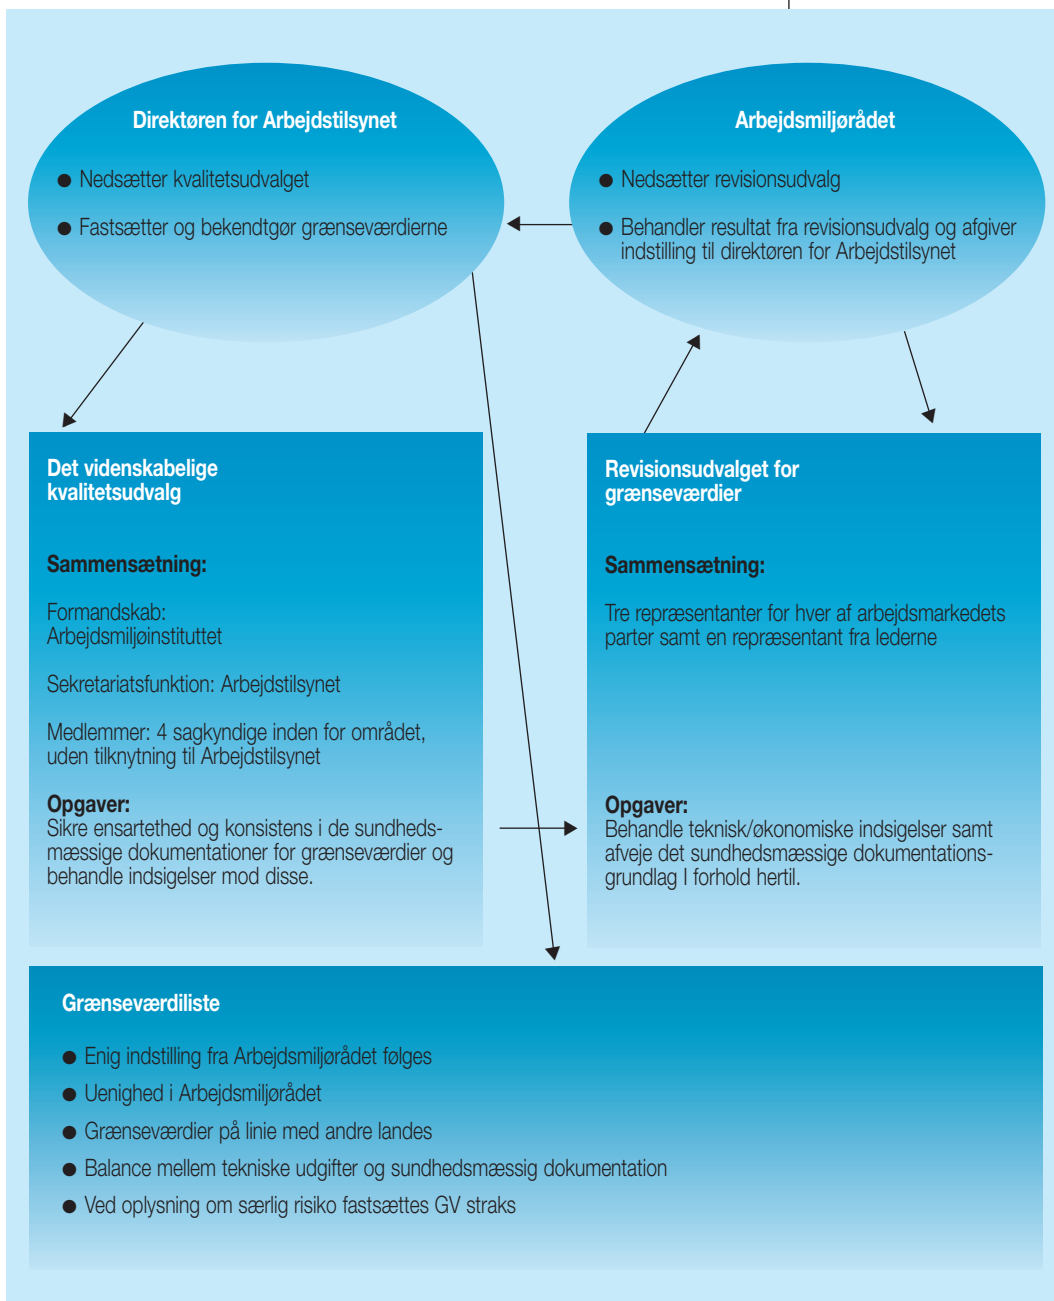 Direktøren for Arbejdstilsynet
● Nedsætter kvalitetsudvalget
● Fastsætter og bekendtgør grænseværdierne
Arbejdsmiljørådet
● Nedsætter revisionsudvalg
● Behandler resultat fra revisionsudvalg og afgiver
indstilling til direktøren for Arbejdstilsynet
Det videnskabelige
kvalitetsudvalg
Sammensætning:
Formandskab:
Arbejdsmiljøinstituttet
Sekretariatsfunktion: Arbejdstilsynet
Medlemmer: 4 sagkyndige inden for området,
uden tilknytning til Arbejdstilsynet
Opgaver:
Sikre ensartethed og konsistens i de sundheds-
mæssige dokumentationer for grænseværdier og
behandle indsigelser mod disse.
Revisionsudvalget for
grænseværdier
Sammensætning:
Tre repræsentanter for hver af arbejdsmarkedets
parter samt en repræsentant fra lederne
Opgaver:
Behandle teknisk/økonomiske indsigelser samt
afveje det sundhedsmæssige dokumentations-
grundlag I forhold hertil.
Grænseværdiliste
● Enig indstilling fra Arbejdsmiljørådet følges
● Uenighed i Arbejdsmiljørådet
● Grænseværdier på linie med andre landes
● Balance mellem tekniske udgifter og sundhedsmæssig dokumentation
● Ved oplysning om særlig risiko fastsættes GV straks